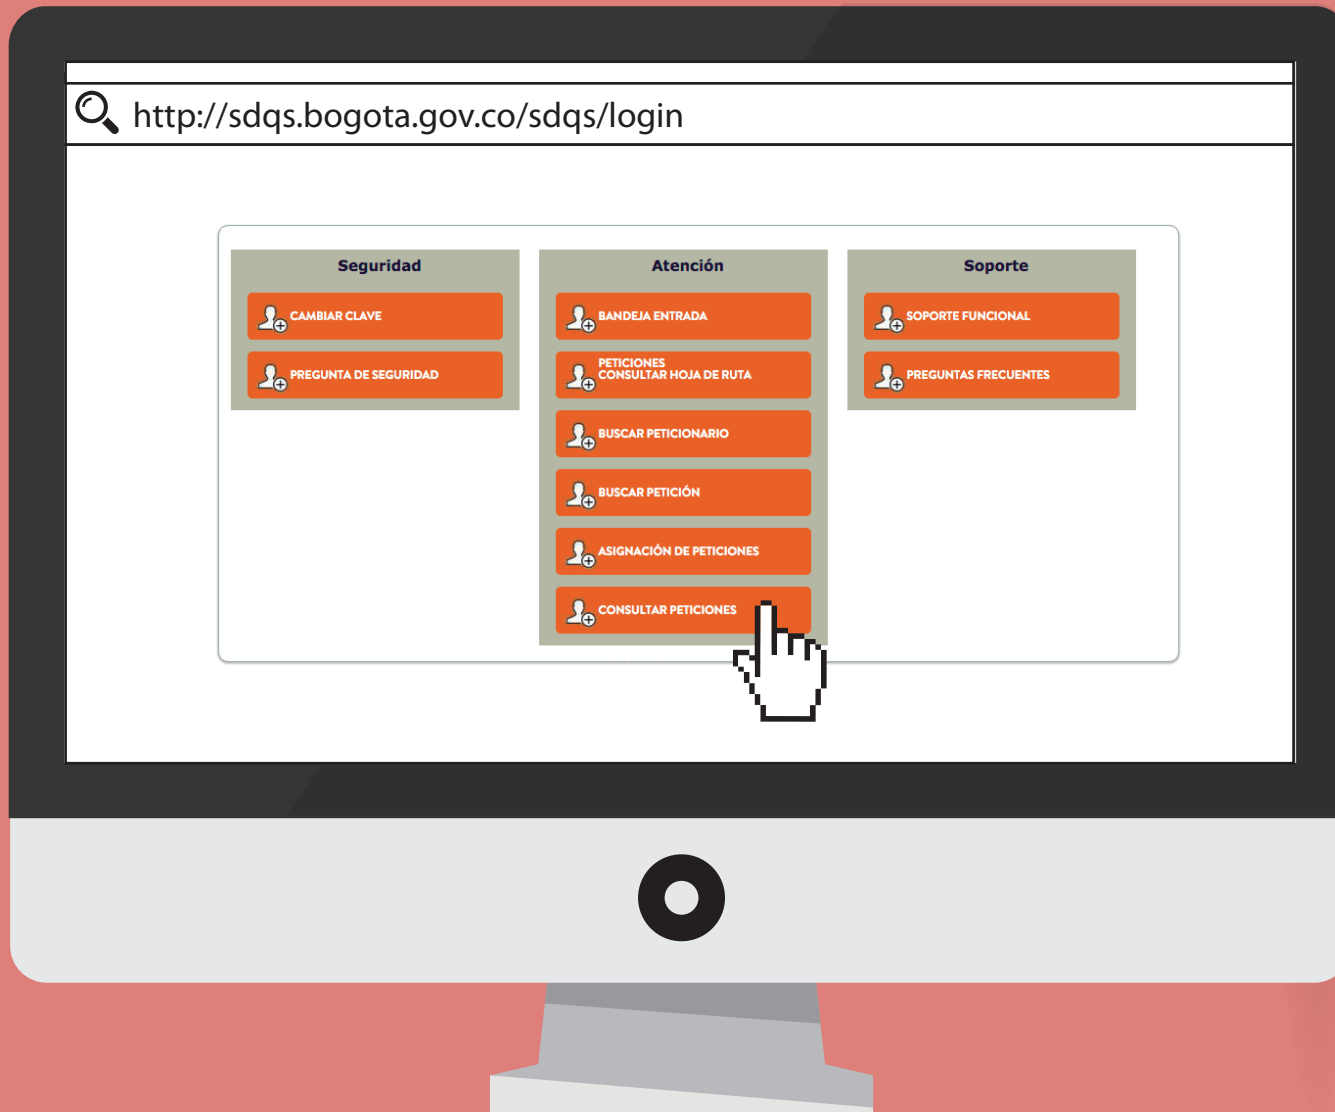 http://sdqs.bogota.gov.co/sdqs/login
Seguridad
CAMBIAR CLAVE
PREGUNTA DE SEGURIDAD
Atención
BANDEJA ENTRADA
PETICIONES
CONSULTAR HOJA DE RUTA
BUSCAR PETICIONARIO
BUSCAR PETICIÓN
ASIGNACIÓN DE PETICIONES
CONSULTAR PETICIONES
Soporte
SOPORTE FUNCIONAL
PREGUNTAS FRECUENTES